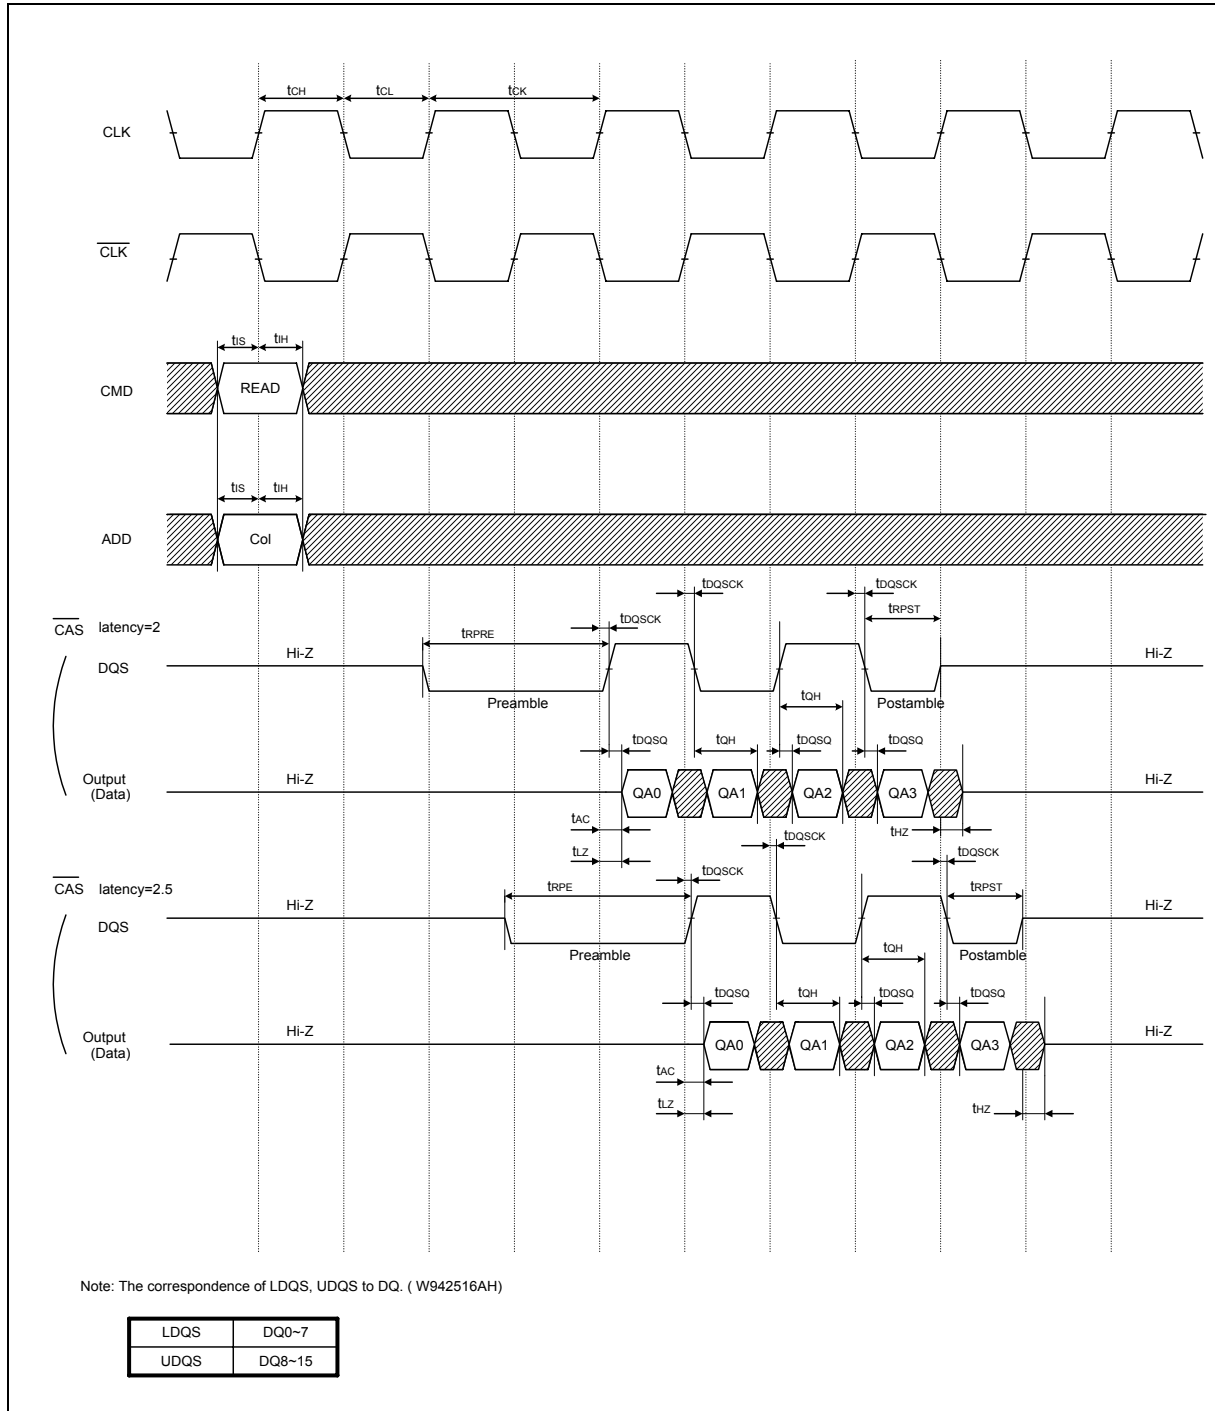 tCH tCL tCK
CLK
CLK
tIS tIH
CMD READ
tIS tIH
ADD Col
tDQSCK tDQSCK
tRPST
CAS latency=2
tDQSCK
tRPRE
Hi-Z Hi-Z
DQS
Preamble Postamble
tQH
tDQSQ tQH tDQSQ tDQSQ
Output
(Data)
Hi-Z QA0 QA1 QA2 QA3 Hi-Z
tAC tHZ
tDQSCK
tLZ tDQSCK
CAS latency=2.5
tDQSCK
tRPE tRPST
Hi-Z Hi-Z
DQS
Preamble Postamble
tQH
tDQSQ tQH tDQSQ tDQSQ
Output
(Data)
Hi-Z QA0 QA1 QA2 QA3 Hi-Z
tAC
tLZ tHZ
Note: The correspondence of LDQS, UDQS to DQ. ( W942516AH)
LDQS DQ0~7
UDQS DQ8~15